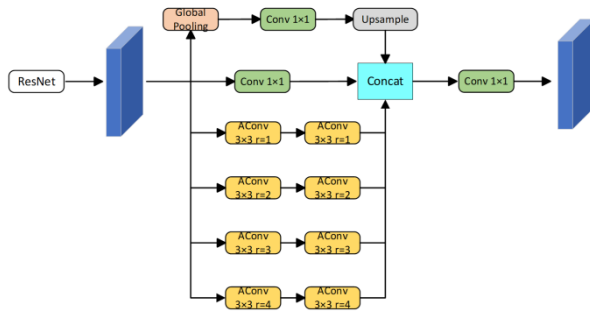 Global
Pooling
Conv 1×1
Upsample
ResNet
Conv 1×1
Concat
Conv 1×1
AConv
3×3 r=1
AConv
3×3 r=1
AConv
3×3 r=2
AConv
3×3 r=2
AConv
3×3 r=3
AConv
3×3 r=3
AConv
3×3 r=4
AConv
3×3 r=4